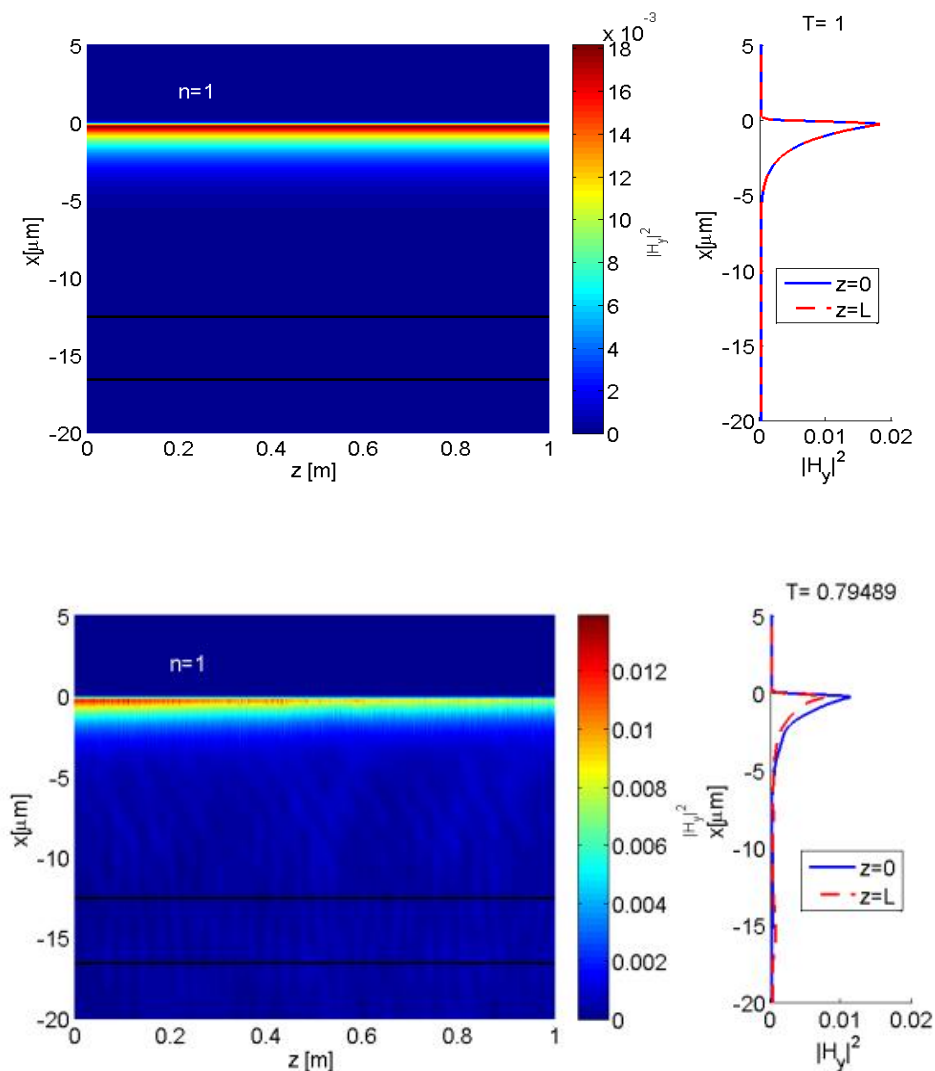 x 10⁻³
T= 1
n=1
5
0
-5
-10
-15
-20
x[μm]
0 0.2 0.4 0.6 0.8 1
z [m]
18
16
14
12
10
8
6
4
2
0
|Hy|²
5
0
-5
-10
-15
-20
x[μm]
z=0
z=L
0 0.01 0.02
|Hy|²
T= 0.79489
n=1
5
0
-5
-10
-15
-20
x[μm]
0 0.2 0.4 0.6 0.8 1
z [m]
0.012
0.01
0.008
0.006
0.004
0.002
0
|Hy|²
5
0
-5
-10
-15
-20
x[μm]
z=0
z=L
0 0.01 0.02
|Hy|²